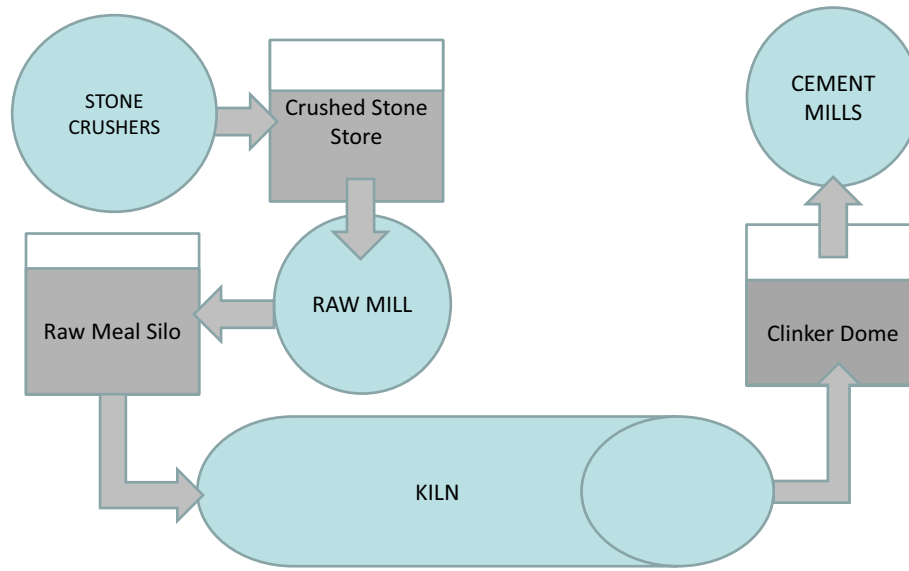 STONE
CRUSHERS
Crushed Stone
Store
CEMENT
MILLS
RAW MILL
Raw Meal Silo
Clinker Dome
KILN